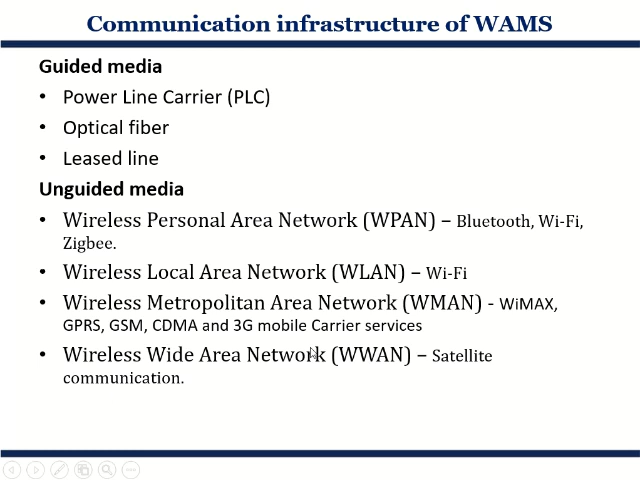 Communication infrastructure of WAMS
Guided media
• Power Line Carrier (PLC)
• Optical fiber
• Leased line
Unguided media
• Wireless Personal Area Network (WPAN) – Bluetooth, Wi-Fi,
Zigbee.
• Wireless Local Area Network (WLAN) – Wi-Fi
• Wireless Metropolitan Area Network (WMAN) - WiMAX,
GPRS, GSM, CDMA and 3G mobile Carrier services
• Wireless Wide Area Network (WWAN) – Satellite
communication.